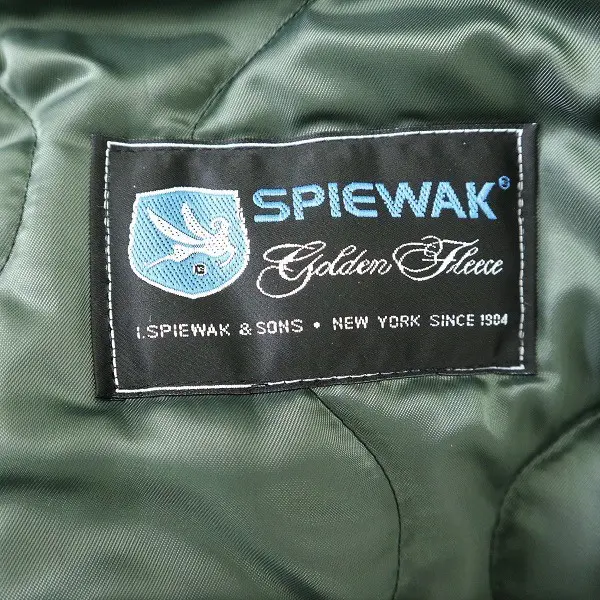 SPIEWAK®
Golden Fleece
I.SPIEWAK & SONS • NEW YORK SINCE 1904